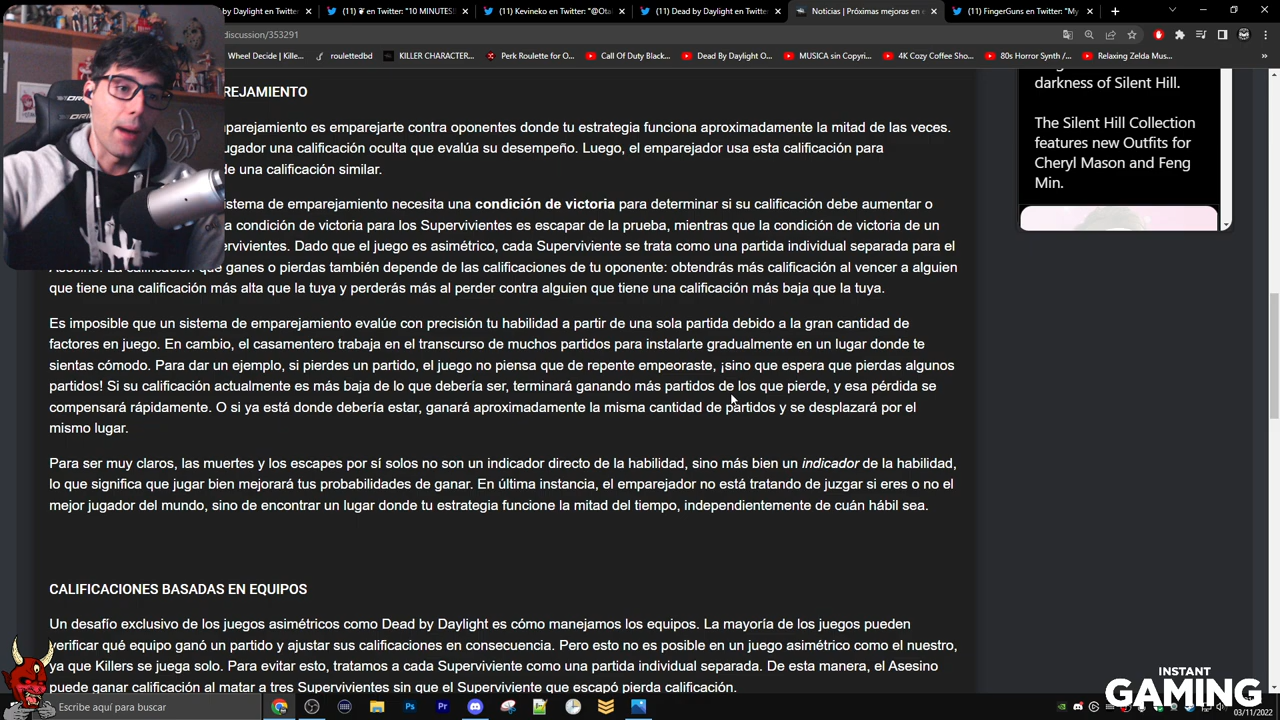 by Daylight en Twitter
(11) ❦ en Twitter: "10 MINUTES!
(11) Kevineko en Twitter: "@Ota
(11) Dead by Daylight en Twitter:
Noticias | Próximas mejoras en e
(11) FingerGuns en Twitter: "My
discussion/353291
Wheel Decide | Kille...
roulettedbd
KILLER CHARACTER...
Perk Roulette for O...
Call Of Duty Black...
Dead By Daylight O...
MUSICA sin Copyri...
4K Cozy Coffee Sho...
80s Horror Synth /...
Relaxing Zelda Mus...
REJAMIENTO
mparejamiento es emparejarte contra oponentes donde tu estrategia funciona aproximadamente la mitad de las veces.
ugador una calificación oculta que evalúa su desempeño. Luego, el emparejador usa esta calificación para
de una calificación similar.
istema de emparejamiento necesita una condición de victoria para determinar si su calificación debe aumentar o
a condición de victoria para los Supervivientes es escapar de la prueba, mientras que la condición de victoria de un
ervivientes. Dado que el juego es asimétrico, cada Superviviente se trata como una partida individual separada para el
Asesino. La calificación que ganes o pierdas también depende de las calificaciones de tu oponente: obtendrás más calificación al vencer a alguien
que tiene una calificación más alta que la tuya y perderás más al perder contra alguien que tiene una calificación más baja que la tuya.
Es imposible que un sistema de emparejamiento evalúe con precisión tu habilidad a partir de una sola partida debido a la gran cantidad de
factores en juego. En cambio, el casamentero trabaja en el transcurso de muchos partidos para instalarte gradualmente en un lugar donde te
sientas cómodo. Para dar un ejemplo, si pierdes un partido, el juego no piensa que de repente empeoraste, ¡sino que espera que pierdas algunos
partidos! Si su calificación actualmente es más baja de lo que debería ser, terminará ganando más partidos de los que pierde, y esa pérdida se
compensará rápidamente. O si ya está donde debería estar, ganará aproximadamente la misma cantidad de partidos y se desplazará por el
mismo lugar.
Para ser muy claros, las muertes y los escapes por sí solos no son un indicador directo de la habilidad, sino más bien un indicador de la habilidad,
lo que significa que jugar bien mejorará tus probabilidades de ganar. En última instancia, el emparejador no está tratando de juzgar si eres o no el
mejor jugador del mundo, sino de encontrar un lugar donde tu estrategia funcione la mitad del tiempo, independientemente de cuán hábil sea.
CALIFICACIONES BASADAS EN EQUIPOS
Un desafío exclusivo de los juegos asimétricos como Dead by Daylight es cómo manejamos los equipos. La mayoría de los juegos pueden
verificar qué equipo ganó un partido y ajustar sus calificaciones en consecuencia. Pero esto no es posible en un juego asimétrico como el nuestro,
ya que Killers se juega solo. Para evitar esto, tratamos a cada Superviviente como una partida individual separada. De esta manera, el Asesino
puede ganar calificación al matar a tres Supervivientes sin que el Superviviente que escapó pierda calificación.
darkness of Silent Hill.
The Silent Hill Collection
features new Outfits for
Cheryl Mason and Feng
Min.
INSTANT
GAMING
Escribe aquí para buscar
03/11/2022